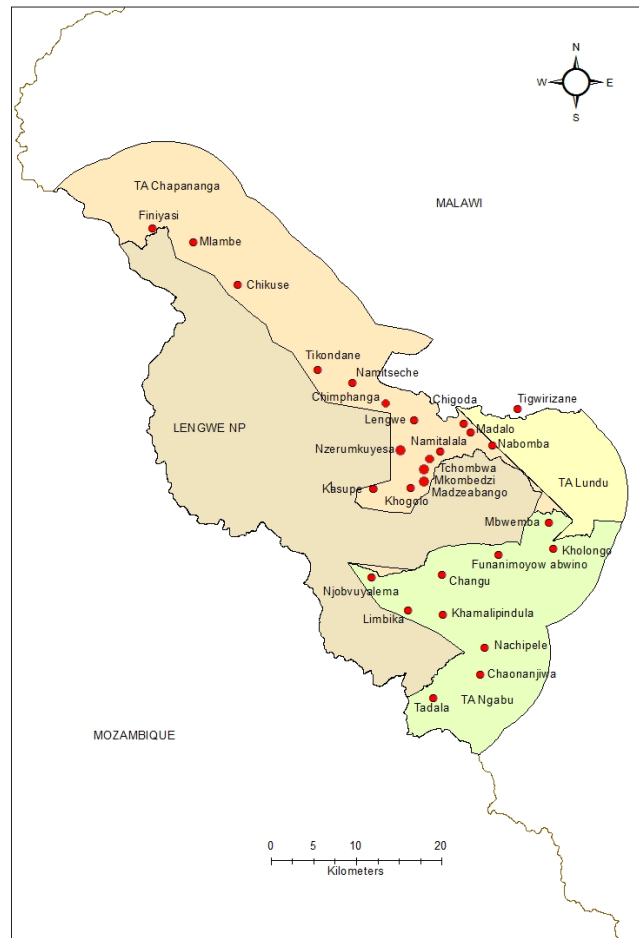 N
W E
S
TA Chapananga
MALAWI
Finiyasi
Mlambe
Chikuse
Tikondane
Namitseche
Chimphanga
Chigoda
Tigwirizane
Lengwe
Madalo
LENGWE NP
Nzerumkuyesa
Namitalala
Nabomba
Tchombwa
TA Lundu
Mkombedzi
Kasupe
Madzeabango
Khogolo
Mbwemba
Kholongo
Funanimoyow abwino
Njobvuyalema
Changu
Limbika
Khamalipindula
Nachipele
Chaonanjiwa
Tadala
TA Ngabu
MOZAMBIQUE
0 5 10 20
Kilometers